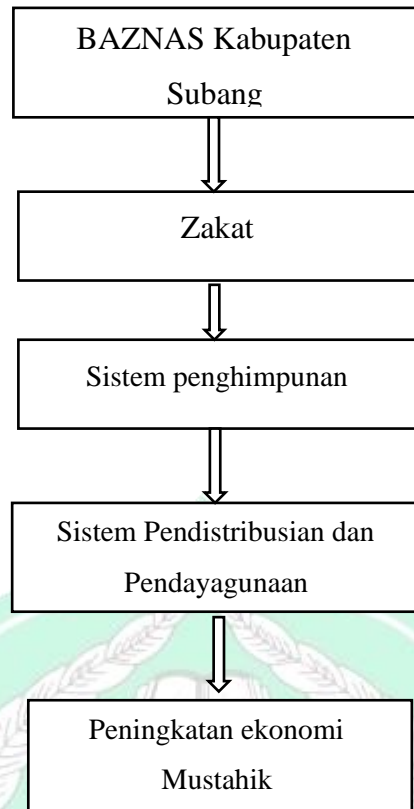 BAZNAS Kabupaten
Subang
Zakat
Sistem penghimpunan
Sistem Pendistribusian dan
Pendayagunaan
Peningkatan ekonomi
Mustahik